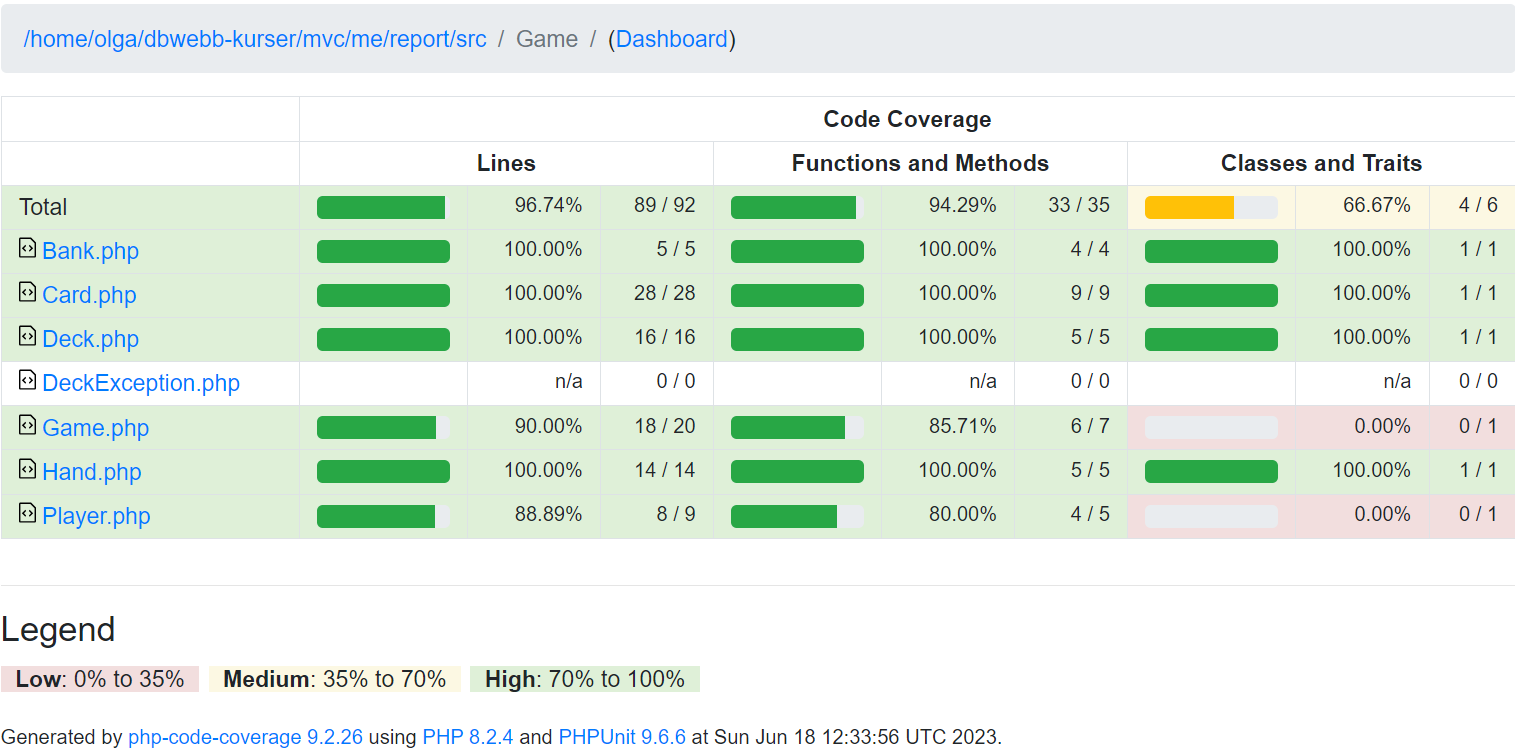 /home/olga/dbwebb-kurser/mvc/me/report/src / Game / (Dashboard)
Code Coverage
Lines Functions and Methods Classes and Traits
Total 96.74% 89 / 92 94.29% 33 / 35 66.67% 4 / 6
Bank.php 100.00% 5 / 5 100.00% 4 / 4 100.00% 1 / 1
Card.php 100.00% 28 / 28 100.00% 9 / 9 100.00% 1 / 1
Deck.php 100.00% 16 / 16 100.00% 5 / 5 100.00% 1 / 1
DeckException.php n/a 0 / 0 n/a 0 / 0 n/a 0 / 0
Game.php 90.00% 18 / 20 85.71% 6 / 7 0.00% 0 / 1
Hand.php 100.00% 14 / 14 100.00% 5 / 5 100.00% 1 / 1
Player.php 88.89% 8 / 9 80.00% 4 / 5 0.00% 0 / 1
Legend
Low: 0% to 35% Medium: 35% to 70% High: 70% to 100%
Generated by php-code-coverage 9.2.26 using PHP 8.2.4 and PHPUnit 9.6.6 at Sun Jun 18 12:33:56 UTC 2023.